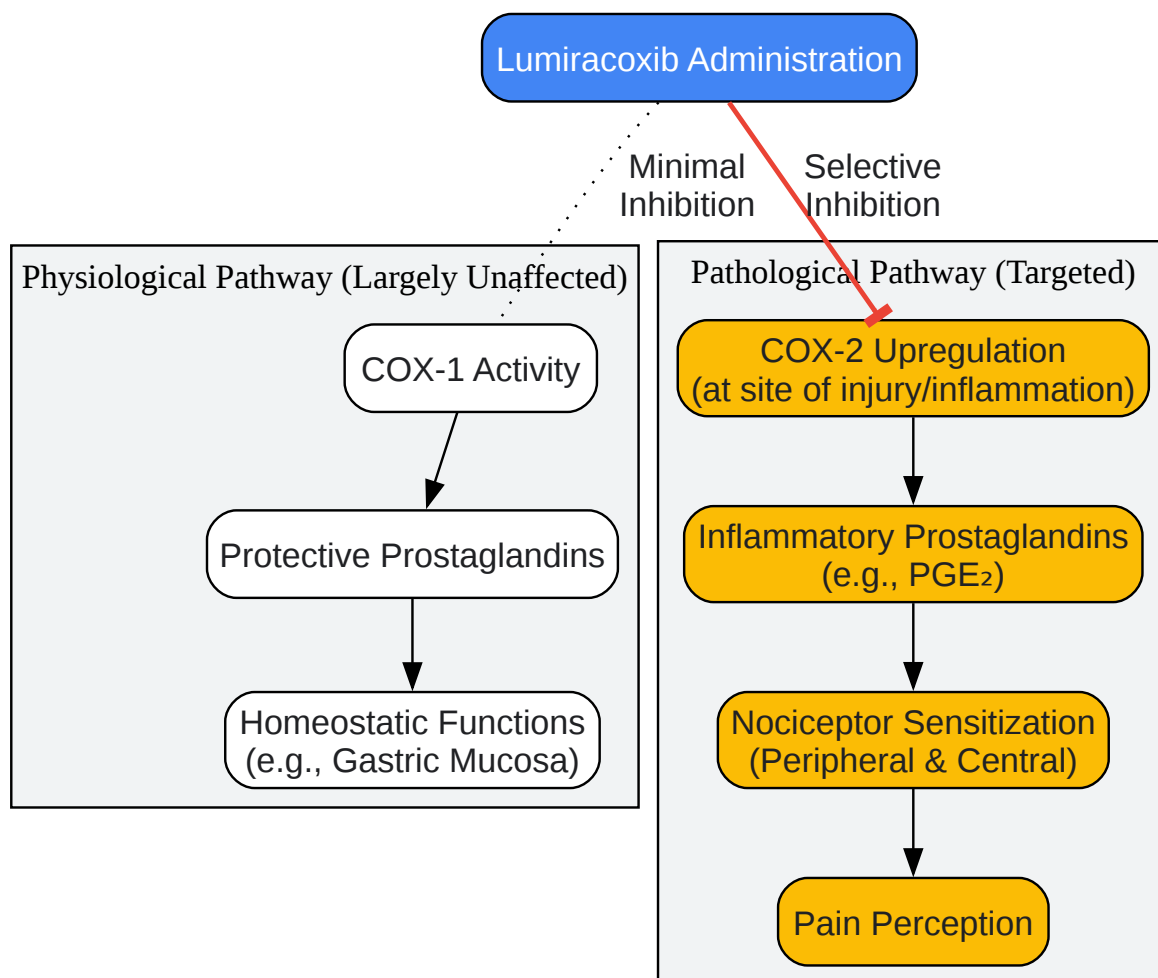 Lumiracoxib Administration
Minimal
Inhibition
Selective
Inhibition
Physiological Pathway (Largely Unaffected)
COX-1 Activity
Protective Prostaglandins
Homeostatic Functions
(e.g., Gastric Mucosa)
Pathological Pathway (Targeted)
COX-2 Upregulation
(at site of injury/inflammation)
Inflammatory Prostaglandins
(e.g., PGE₂)
Nociceptor Sensitization
(Peripheral & Central)
Pain Perception